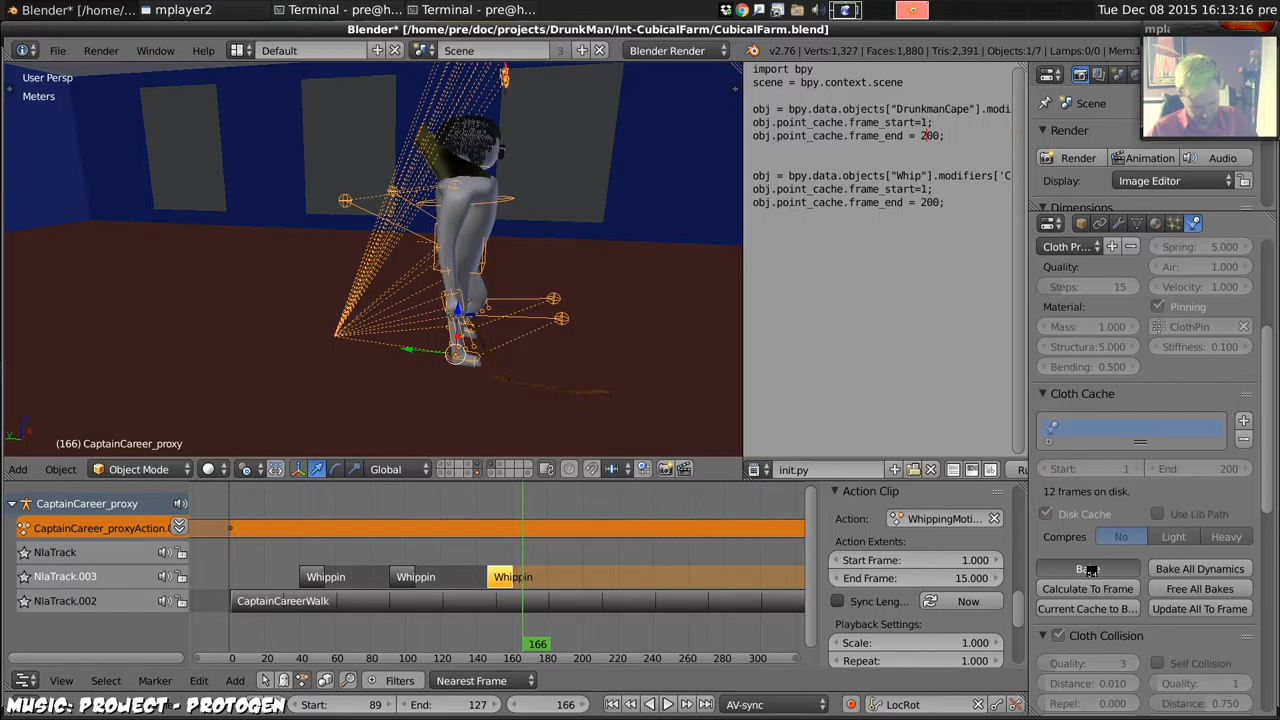 Blender* [/home/...
mplayer2
Terminal - pre@h...
Terminal - pre@h...
Tue Dec 08 2015 16:13:16 pre
Blender* [/home/pre/doc/projects/DrunkMan/Int-CubicalFarm/CubicalFarm.blend]
mpla
File
Render
Window
Help
Default
Scene
3
Blender Render
v2.76 | Verts:1,327 | Faces:1,880 | Tris:2,391 | Objects:1/7 | Lamps:0/0 | Mem:1
User Persp
Meters
import bpy
scene = bpy.context.scene
obj = bpy.data.objects["DrunkmanCape"].modi
obj.point_cache.frame_start=1;
obj.point_cache.frame_end = 200;
obj = bpy.data.objects["Whip"].modifiers['C
obj.point_cache.frame_start=1;
obj.point_cache.frame_end = 200;
Scene
Render
Render
Animation
Audio
Display:
Image Editor
Dimensions
Cloth Pr...
Spring: 5.000
Quality:
Air: 1.000
Steps: 15
Velocity: 1.000
Material:
Pinning
Mass: 1.000
ClothPin
Structura:5.000
Stiffness: 0.100
Bending: 0.500
Cloth Cache
Start: 1
End: 200
12 frames on disk.
Disk Cache
Use Lib Path
Compres
No
Light
Heavy
Bake All Dynamics
Calculate To Frame
Free All Bakes
Current Cache to B...
Update All To Frame
Cloth Collision
Quality: 3
Self Collision
Distance: 0.010
Quality: 1
Repel: 0.000
Distance: 0.750
(166) CaptainCareer_proxy
Add
Object
Object Mode
Global
init.py
Ru
CaptainCareer_proxy
CaptainCareer_proxyAction.0
NlaTrack
NlaTrack.003
Whippin
Whippin
Whippin
NlaTrack.002
CaptainCareerWalk
166
0
20
40
60
80
100
120
140
160
180
200
220
240
260
280
300
Action Clip
Action:
WhippingMoti...
Action Extents:
Start Frame: 1.000
End Frame: 15.000
Sync Leng...
Now
Playback Settings:
Scale: 1.000
Repeat: 1.000
View
Select
Marker
Edit
Add
Filters
Nearest Frame
MUSIC: PROJECT - PROTOGEN
Start: 89
End: 127
166
AV-sync
LocRot